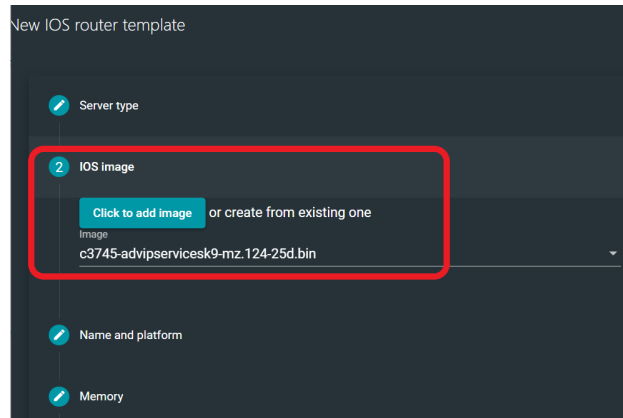 New IOS router template
Server type
2 IOS image
Click to add image or create from existing one
Image
c3745-advipservicesk9-mz.124-25d.bin
Name and platform
Memory